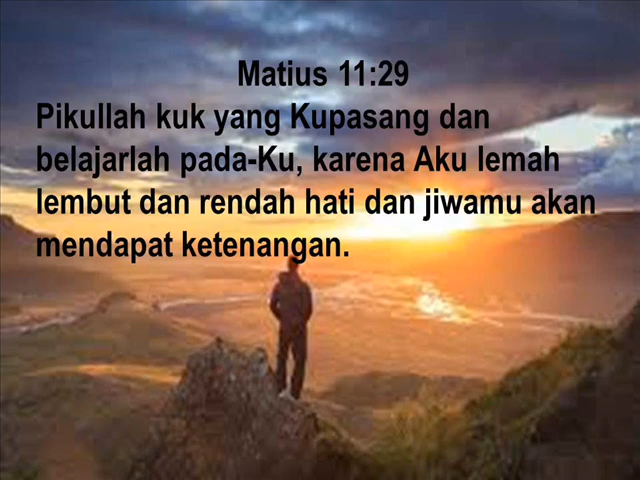 Matius 11:29
Pikullah kuk yang Kupasang dan
belajarlah pada-Ku, karena Aku lemah
lembut dan rendah hati dan jiwamu akan
mendapat ketenangan.